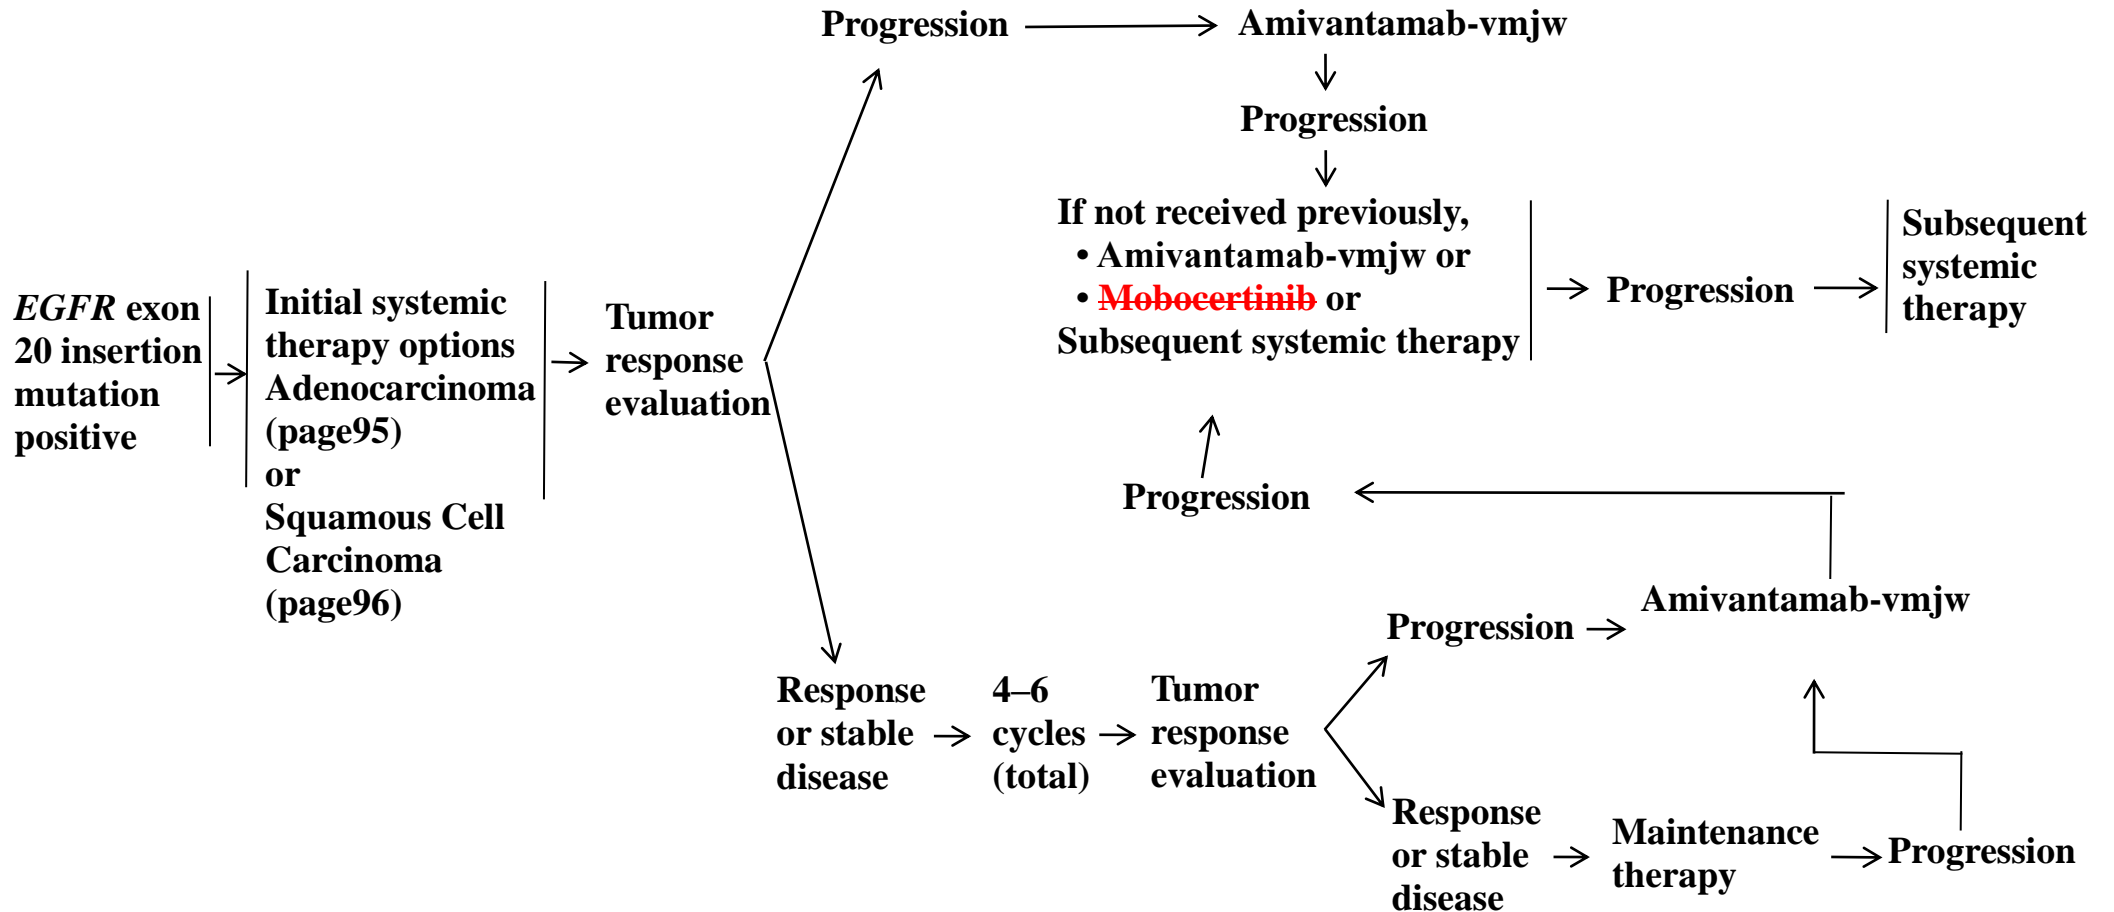 Progression
Amivantamab-vmjw
Progression
If not received previously,
• Amivantamab-vmjw or
• Mobocertinib or
Subsequent systemic therapy
Progression
Subsequent
systemic
therapy
EGFR exon
20 insertion
mutation
positive
Initial systemic
therapy options
Adenocarcinoma
(page95)
or
Squamous Cell
Carcinoma
(page96)
Tumor
response
evaluation
Progression
Amivantamab-vmjw
Progression
Response
or stable
disease
4–6
cycles
(total)
Tumor
response
evaluation
Response
or stable
disease
Maintenance
therapy
Progression